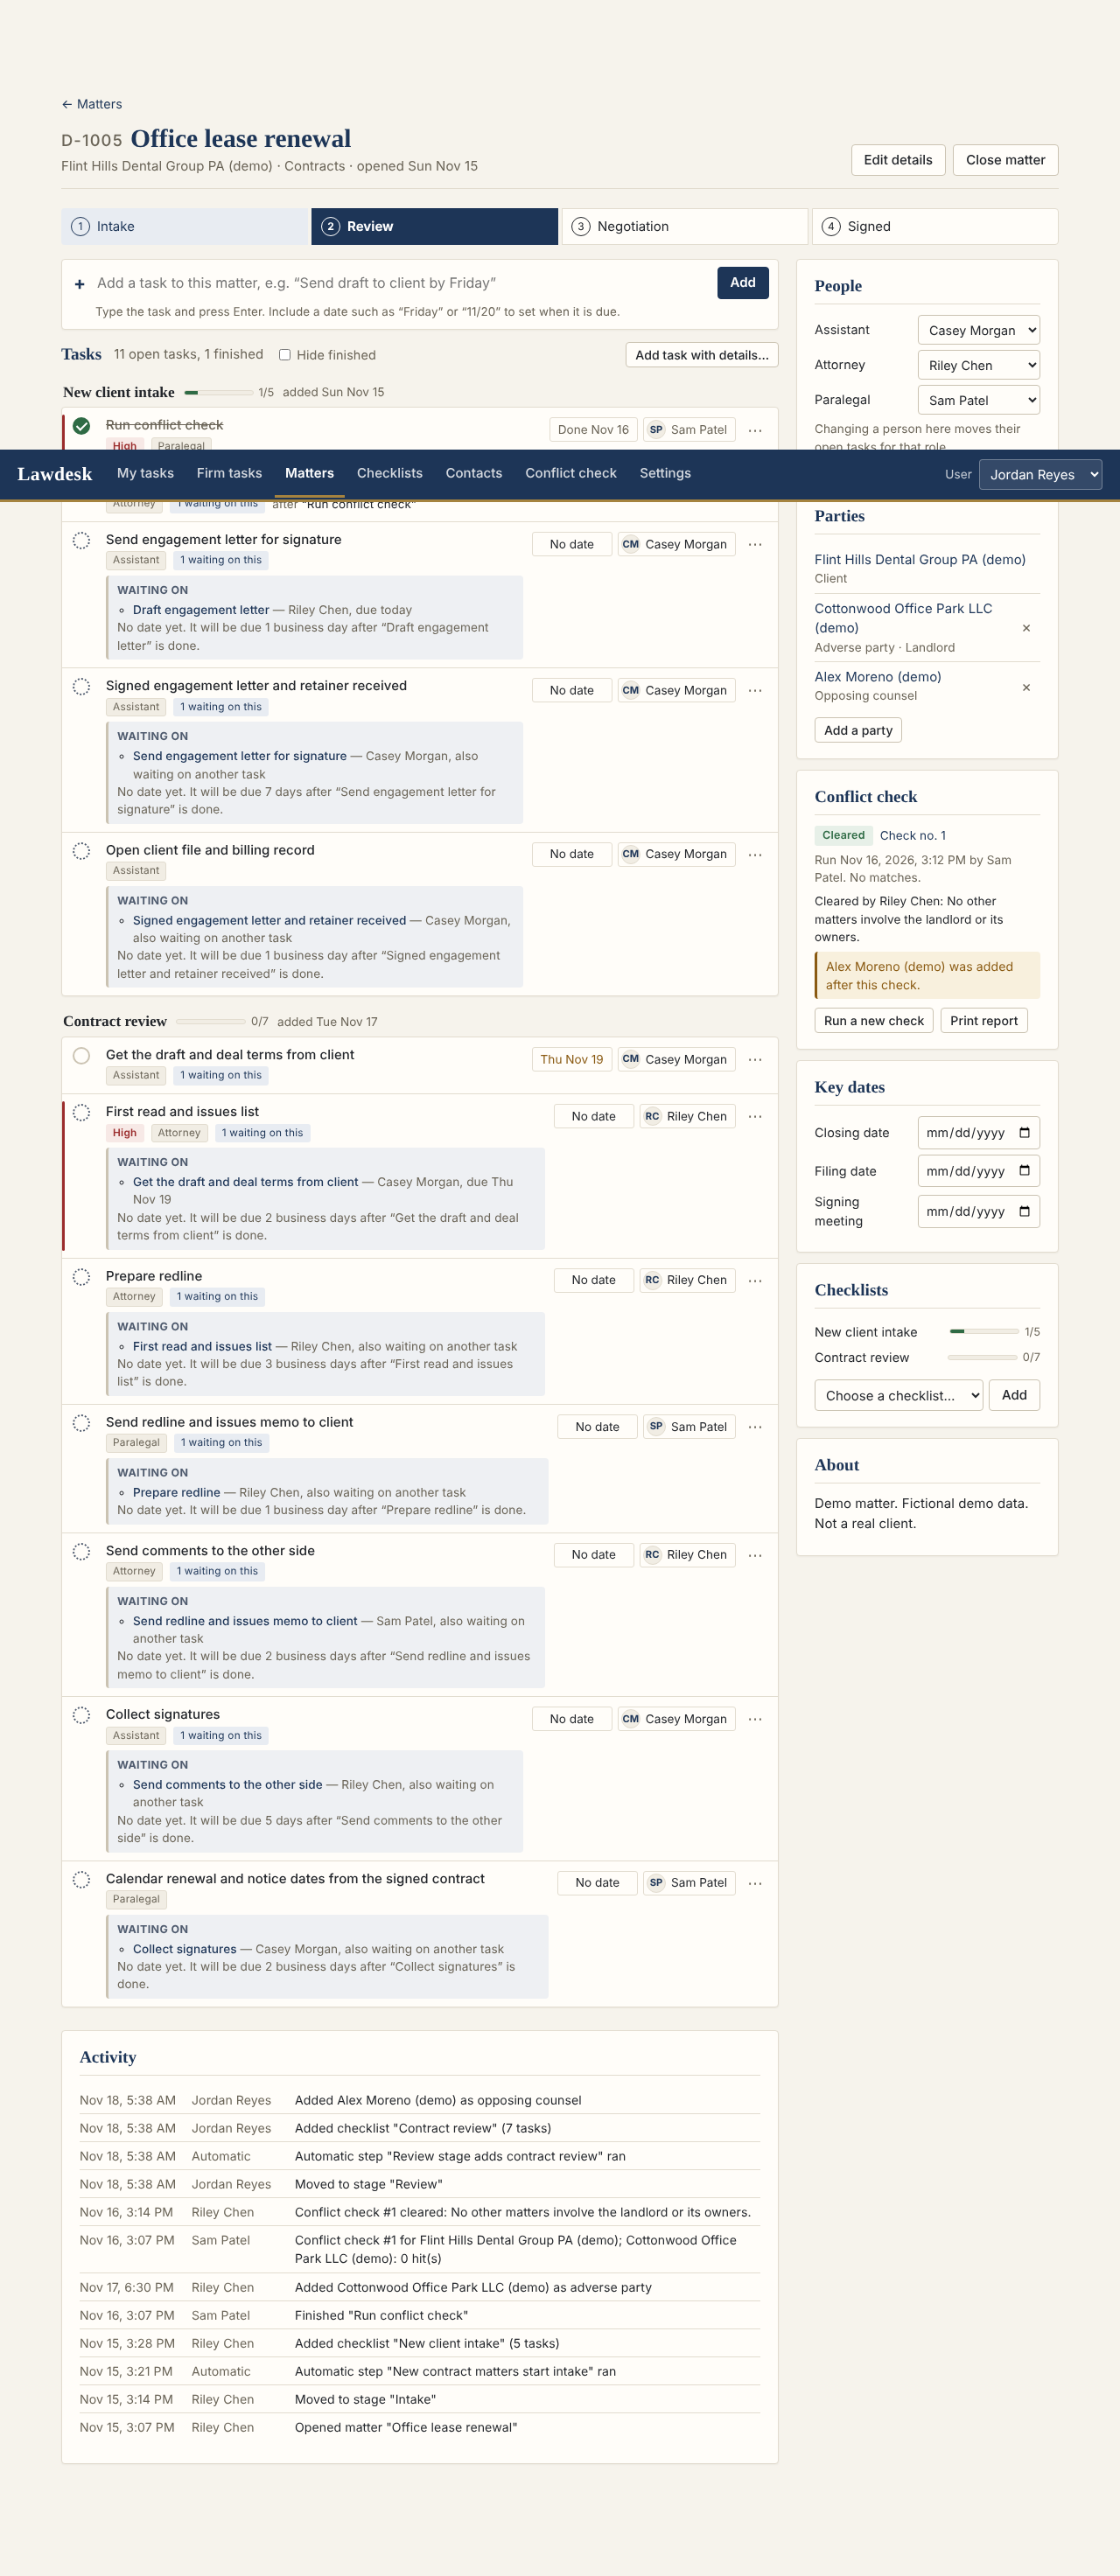 ← Matters
D-1005 Office lease renewal
Flint Hills Dental Group PA (demo) · Contracts · opened Sun Nov 15
Edit details
Close matter
1 Intake
2 Review
3 Negotiation
4 Signed
+ Add a task to this matter, e.g. “Send draft to client by Friday”
Add
Type the task and press Enter. Include a date such as “Friday” or “11/20” to set when it is due.
Tasks 11 open tasks, 1 finished Hide finished
Add task with details...
New client intake 1/5 added Sun Nov 15
Run conflict check
Done Nov 16 SP Sam Patel ...
High Paralegal
People
Assistant Casey Morgan
Attorney Riley Chen
Paralegal Sam Patel
Changing a person here moves their
open tasks for that role.
Lawdesk My tasks Firm tasks Matters Checklists Contacts Conflict check Settings
User Jordan Reyes
Attorney 1 waiting on this after "Run conflict check"
Send engagement letter for signature
No date CM Casey Morgan ...
Assistant 1 waiting on this
WAITING ON
Draft engagement letter — Riley Chen, due today
No date yet. It will be due 1 business day after “Draft engagement
letter” is done.
Signed engagement letter and retainer received
No date CM Casey Morgan ...
Assistant 1 waiting on this
WAITING ON
Send engagement letter for signature — Casey Morgan, also
waiting on another task
No date yet. It will be due 7 days after “Send engagement letter for
signature” is done.
Open client file and billing record
No date CM Casey Morgan ...
Assistant
WAITING ON
Signed engagement letter and retainer received — Casey Morgan,
also waiting on another task
No date yet. It will be due 1 business day after “Signed engagement
letter and retainer received” is done.
Contract review 0/7 added Tue Nov 17
Get the draft and deal terms from client
Thu Nov 19 CM Casey Morgan ...
Assistant 1 waiting on this
First read and issues list
No date RC Riley Chen ...
High Attorney 1 waiting on this
WAITING ON
Get the draft and deal terms from client — Casey Morgan, due Thu
Nov 19
No date yet. It will be due 2 business days after “Get the draft and deal
terms from client” is done.
Prepare redline
No date RC Riley Chen ...
Attorney 1 waiting on this
WAITING ON
First read and issues list — Riley Chen, also waiting on another task
No date yet. It will be due 3 business days after “First read and issues
list” is done.
Send redline and issues memo to client
No date SP Sam Patel ...
Paralegal 1 waiting on this
WAITING ON
Prepare redline — Riley Chen, also waiting on another task
No date yet. It will be due 1 business day after “Prepare redline” is done.
Send comments to the other side
No date RC Riley Chen ...
Attorney 1 waiting on this
WAITING ON
Send redline and issues memo to client — Sam Patel, also waiting on
another task
No date yet. It will be due 2 business days after “Send redline and issues
memo to client” is done.
Collect signatures
No date CM Casey Morgan ...
Assistant 1 waiting on this
WAITING ON
Send comments to the other side — Riley Chen, also waiting on
another task
No date yet. It will be due 5 days after “Send comments to the other
side” is done.
Calendar renewal and notice dates from the signed contract
No date SP Sam Patel ...
Paralegal
WAITING ON
Collect signatures — Casey Morgan, also waiting on another task
No date yet. It will be due 2 business days after “Collect signatures” is
done.
Parties
Flint Hills Dental Group PA (demo)
Client
Cottonwood Office Park LLC
(demo) ×
Adverse party · Landlord
Alex Moreno (demo)
Opposing counsel ×
Add a party
Conflict check
Cleared Check no. 1
Run Nov 16, 2026, 3:12 PM by Sam
Patel. No matches.
Cleared by Riley Chen: No other
matters involve the landlord or its
owners.
Alex Moreno (demo) was added
after this check.
Run a new check
Print report
Key dates
Closing date mm/dd/yyyy
Filing date mm/dd/yyyy
Signing
meeting mm/dd/yyyy
Checklists
New client intake 1/5
Contract review 0/7
Choose a checklist...
Add
About
Demo matter. Fictional demo data.
Not a real client.
Activity
Nov 18, 5:38 AM Jordan Reyes Added Alex Moreno (demo) as opposing counsel
Nov 18, 5:38 AM Jordan Reyes Added checklist "Contract review" (7 tasks)
Nov 18, 5:38 AM Automatic Automatic step "Review stage adds contract review" ran
Nov 18, 5:38 AM Jordan Reyes Moved to stage "Review"
Nov 16, 3:14 PM Riley Chen Conflict check #1 cleared: No other matters involve the landlord or its owners.
Nov 16, 3:07 PM Sam Patel Conflict check #1 for Flint Hills Dental Group PA (demo); Cottonwood Office
Park LLC (demo): 0 hit(s)
Nov 17, 6:30 PM Riley Chen Added Cottonwood Office Park LLC (demo) as adverse party
Nov 16, 3:07 PM Sam Patel Finished "Run conflict check"
Nov 15, 3:28 PM Riley Chen Added checklist "New client intake" (5 tasks)
Nov 15, 3:21 PM Automatic Automatic step "New contract matters start intake" ran
Nov 15, 3:14 PM Riley Chen Moved to stage "Intake"
Nov 15, 3:07 PM Riley Chen Opened matter "Office lease renewal"